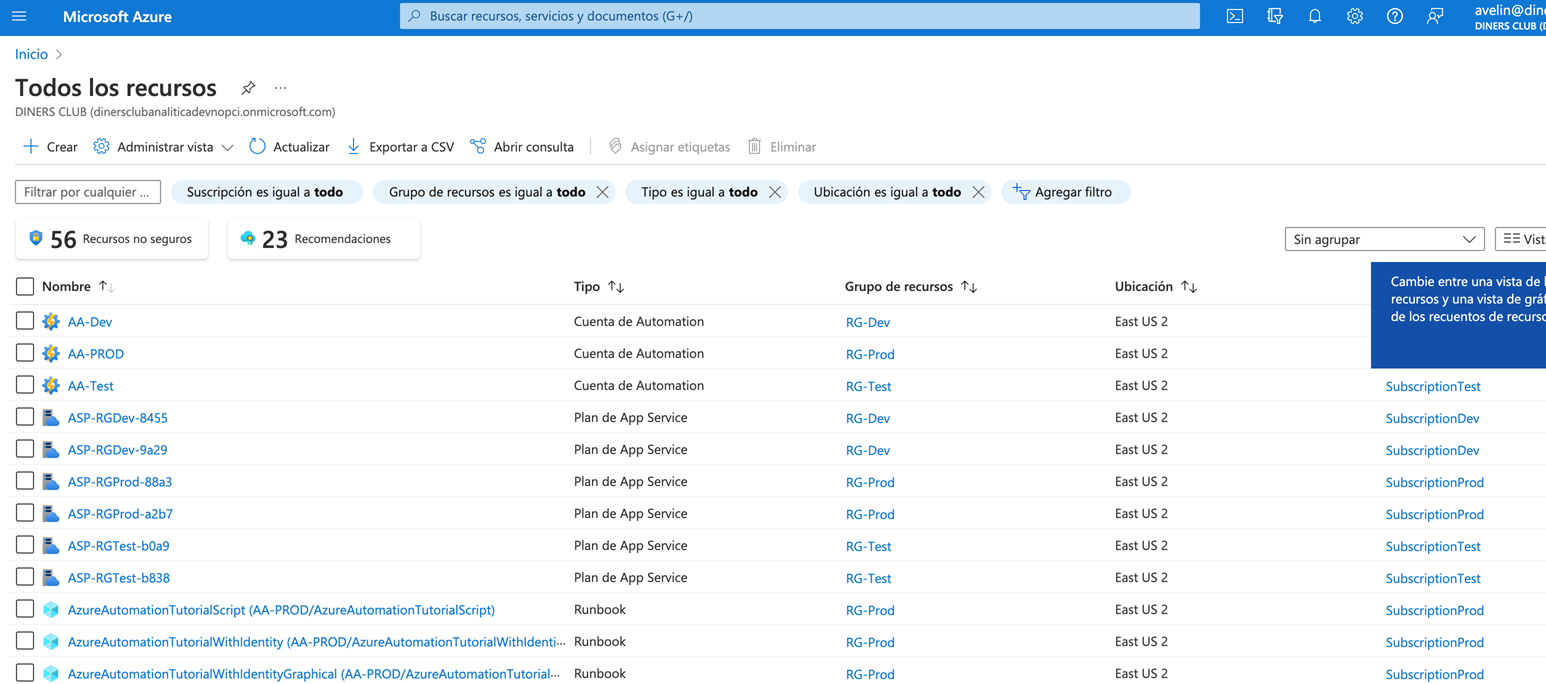 Microsoft Azure
Buscar recursos, servicios y documentos (G+/)
avelin@dine
DINERS CLUB (D
Inicio
Todos los recursos
DINERS CLUB (dinersclubanaliticadevnopci.onmicrosoft.com)
Crear Administrar vista Actualizar Exportar a CSV Abrir consulta Asignar etiquetas Eliminar
Filtrar por cualquier ... Suscripción es igual a todo Grupo de recursos es igual a todo Tipo es igual a todo Ubicación es igual a todo Agregar filtro
56 Recursos no seguros 23 Recomendaciones Sin agrupar Vista
Nombre Tipo Grupo de recursos Ubicación
Cambie entre una vista de l
recursos y una vista de gráf
de los recuentos de recurso
AA-Dev Cuenta de Automation RG-Dev East US 2
AA-PROD Cuenta de Automation RG-Prod East US 2
AA-Test Cuenta de Automation RG-Test East US 2 SubscriptionTest
ASP-RGDev-8455 Plan de App Service RG-Dev East US 2 SubscriptionDev
ASP-RGDev-9a29 Plan de App Service RG-Dev East US 2 SubscriptionDev
ASP-RGProd-88a3 Plan de App Service RG-Prod East US 2 SubscriptionProd
ASP-RGProd-a2b7 Plan de App Service RG-Prod East US 2 SubscriptionProd
ASP-RGTest-b0a9 Plan de App Service RG-Test East US 2 SubscriptionTest
ASP-RGTest-b838 Plan de App Service RG-Test East US 2 SubscriptionTest
AzureAutomationTutorialScript (AA-PROD/AzureAutomationTutorialScript) Runbook RG-Prod East US 2 SubscriptionProd
AzureAutomationTutorialWithIdentity (AA-PROD/AzureAutomationTutorialWithIdenti... Runbook RG-Prod East US 2 SubscriptionProd
AzureAutomationTutorialWithIdentityGraphical (AA-PROD/AzureAutomationTutorial... Runbook RG-Prod East US 2 SubscriptionProd